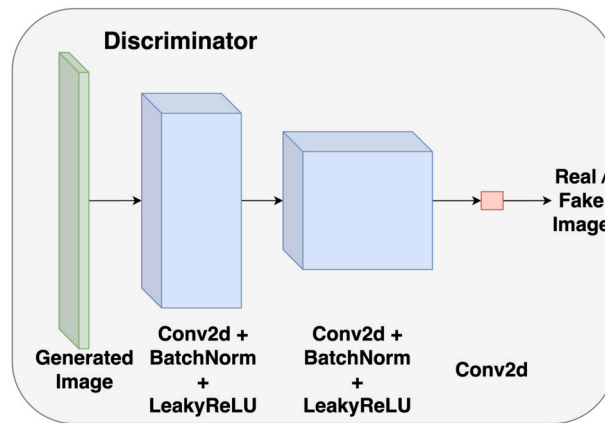 Discriminator
Real /
Fake
Image
Generated
Image
Conv2d +
BatchNorm
+
LeakyReLU
Conv2d +
BatchNorm
+
LeakyReLU
Conv2d